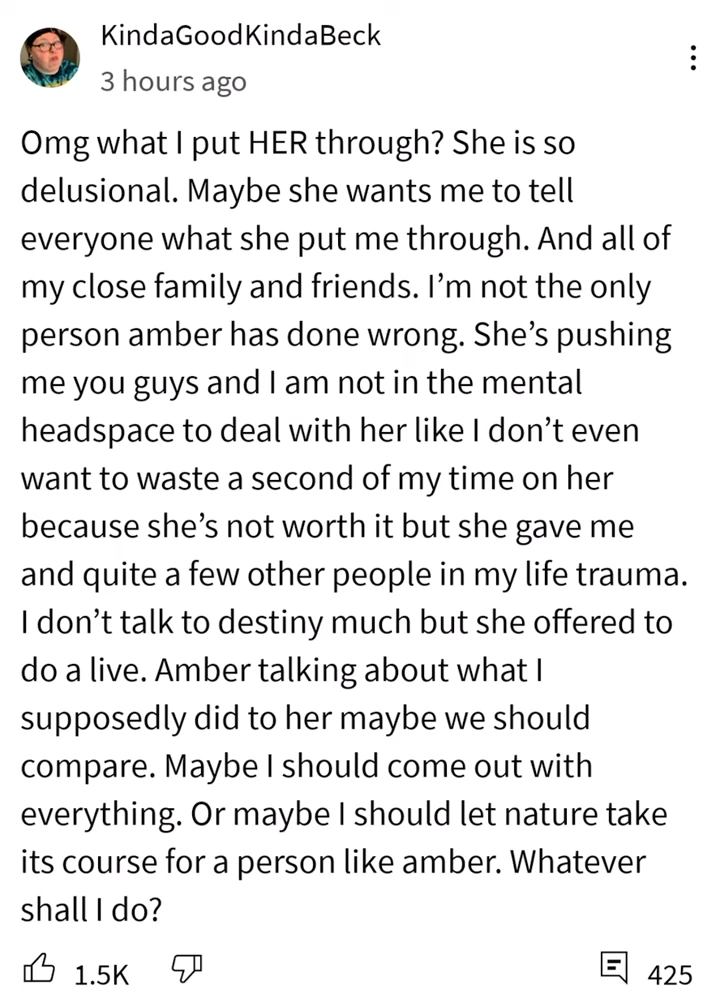 KindaGoodKindaBeck
3 hours ago
Omg what I put HER through? She is so
delusional. Maybe she wants me to tell
everyone what she put me through. And all of
my close family and friends. I’m not the only
person amber has done wrong. She’s pushing
me you guys and I am not in the mental
headspace to deal with her like I don’t even
want to waste a second of my time on her
because she’s not worth it but she gave me
and quite a few other people in my life trauma.
I don’t talk to destiny much but she offered to
do a live. Amber talking about what I
supposedly did to her maybe we should
compare. Maybe I should come out with
everything. Or maybe I should let nature take
its course for a person like amber. Whatever
shall I do?
1.5K 425